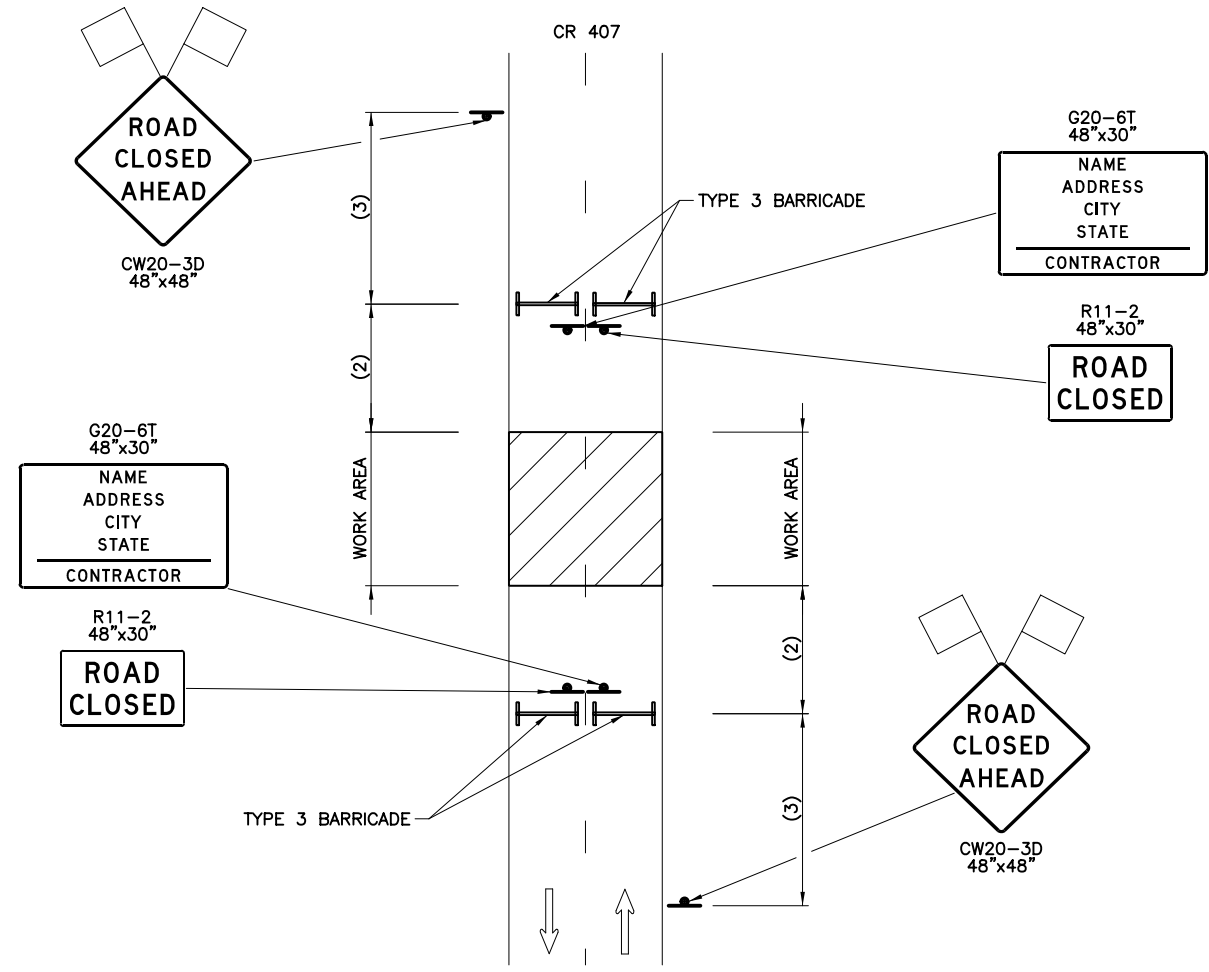 CR 407
ROAD
CLOSED
AHEAD
CW20-3D
48"x48"
(3)
TYPE 3 BARRICADE
G20-6T
48"x30"
NAME
ADDRESS
CITY
STATE
CONTRACTOR
R11-2
48"x30"
ROAD
CLOSED
(2)
WORK AREA
WORK AREA
G20-6T
48"x30"
NAME
ADDRESS
CITY
STATE
CONTRACTOR
R11-2
48"x30"
ROAD
CLOSED
(2)
TYPE 3 BARRICADE
(3)
ROAD
CLOSED
AHEAD
CW20-3D
48"x48"